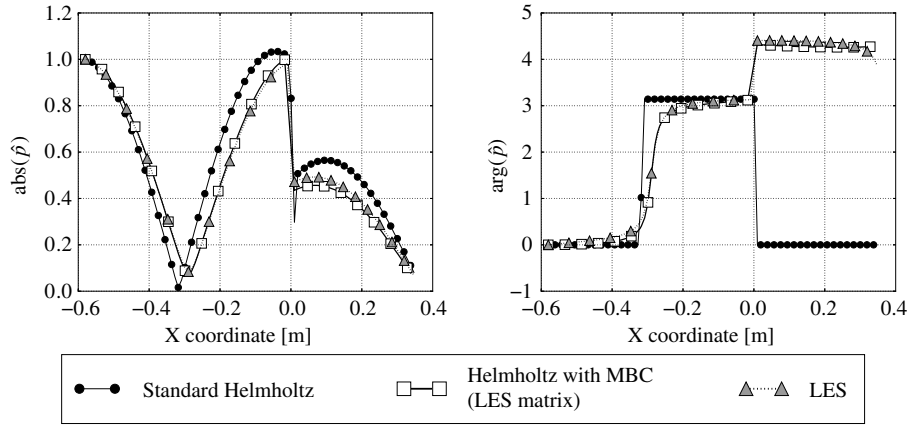 1.2
1.0
0.8
0.6
0.4
0.2
0.0
−0.6 −0.4 −0.2 0.0 0.2 0.4
abs(p̂)
X coordinate [m]
5
4
3
2
1
0
−1
−0.6 −0.4 −0.2 0.0 0.2 0.4
arg(p̂)
X coordinate [m]
Standard Helmholtz
Helmholtz with MBC
(LES matrix)
LES